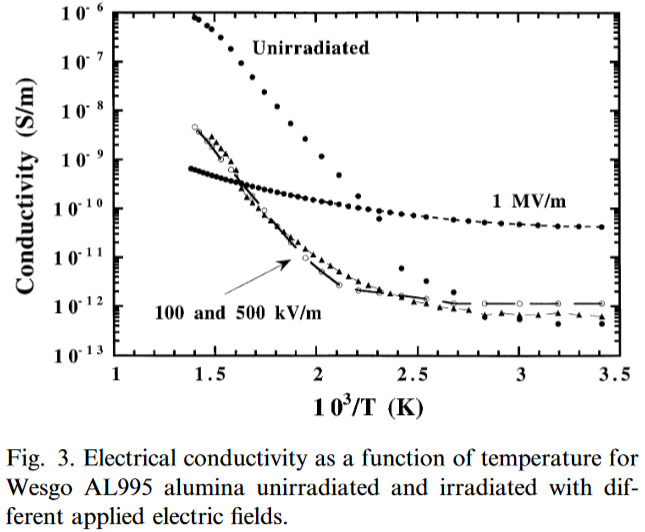 10⁻⁶
Unirradiated
10⁻⁷
10⁻⁸
10⁻⁹
1 MV/m
10⁻¹⁰
10⁻¹¹
100 and 500 kV/m
10⁻¹²
10⁻¹³
Conductivity (S/m)
1 1.5 2 2.5 3 3.5
10³/T (K)
Fig. 3. Electrical conductivity as a function of temperature for
Wesgo AL995 alumina unirradiated and irradiated with dif-
ferent applied electric fields.